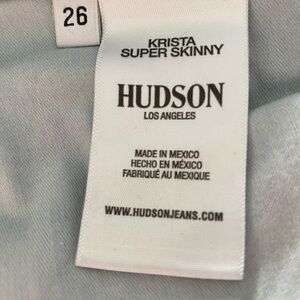 26
KRISTA
SUPER SKINNY
HUDSON
LOS ANGELES
MADE IN MEXICO
HECHO EN MÉXICO
FABRIQUÉ AU MEXIQUE
WWW.HUDSONJEANS.COM